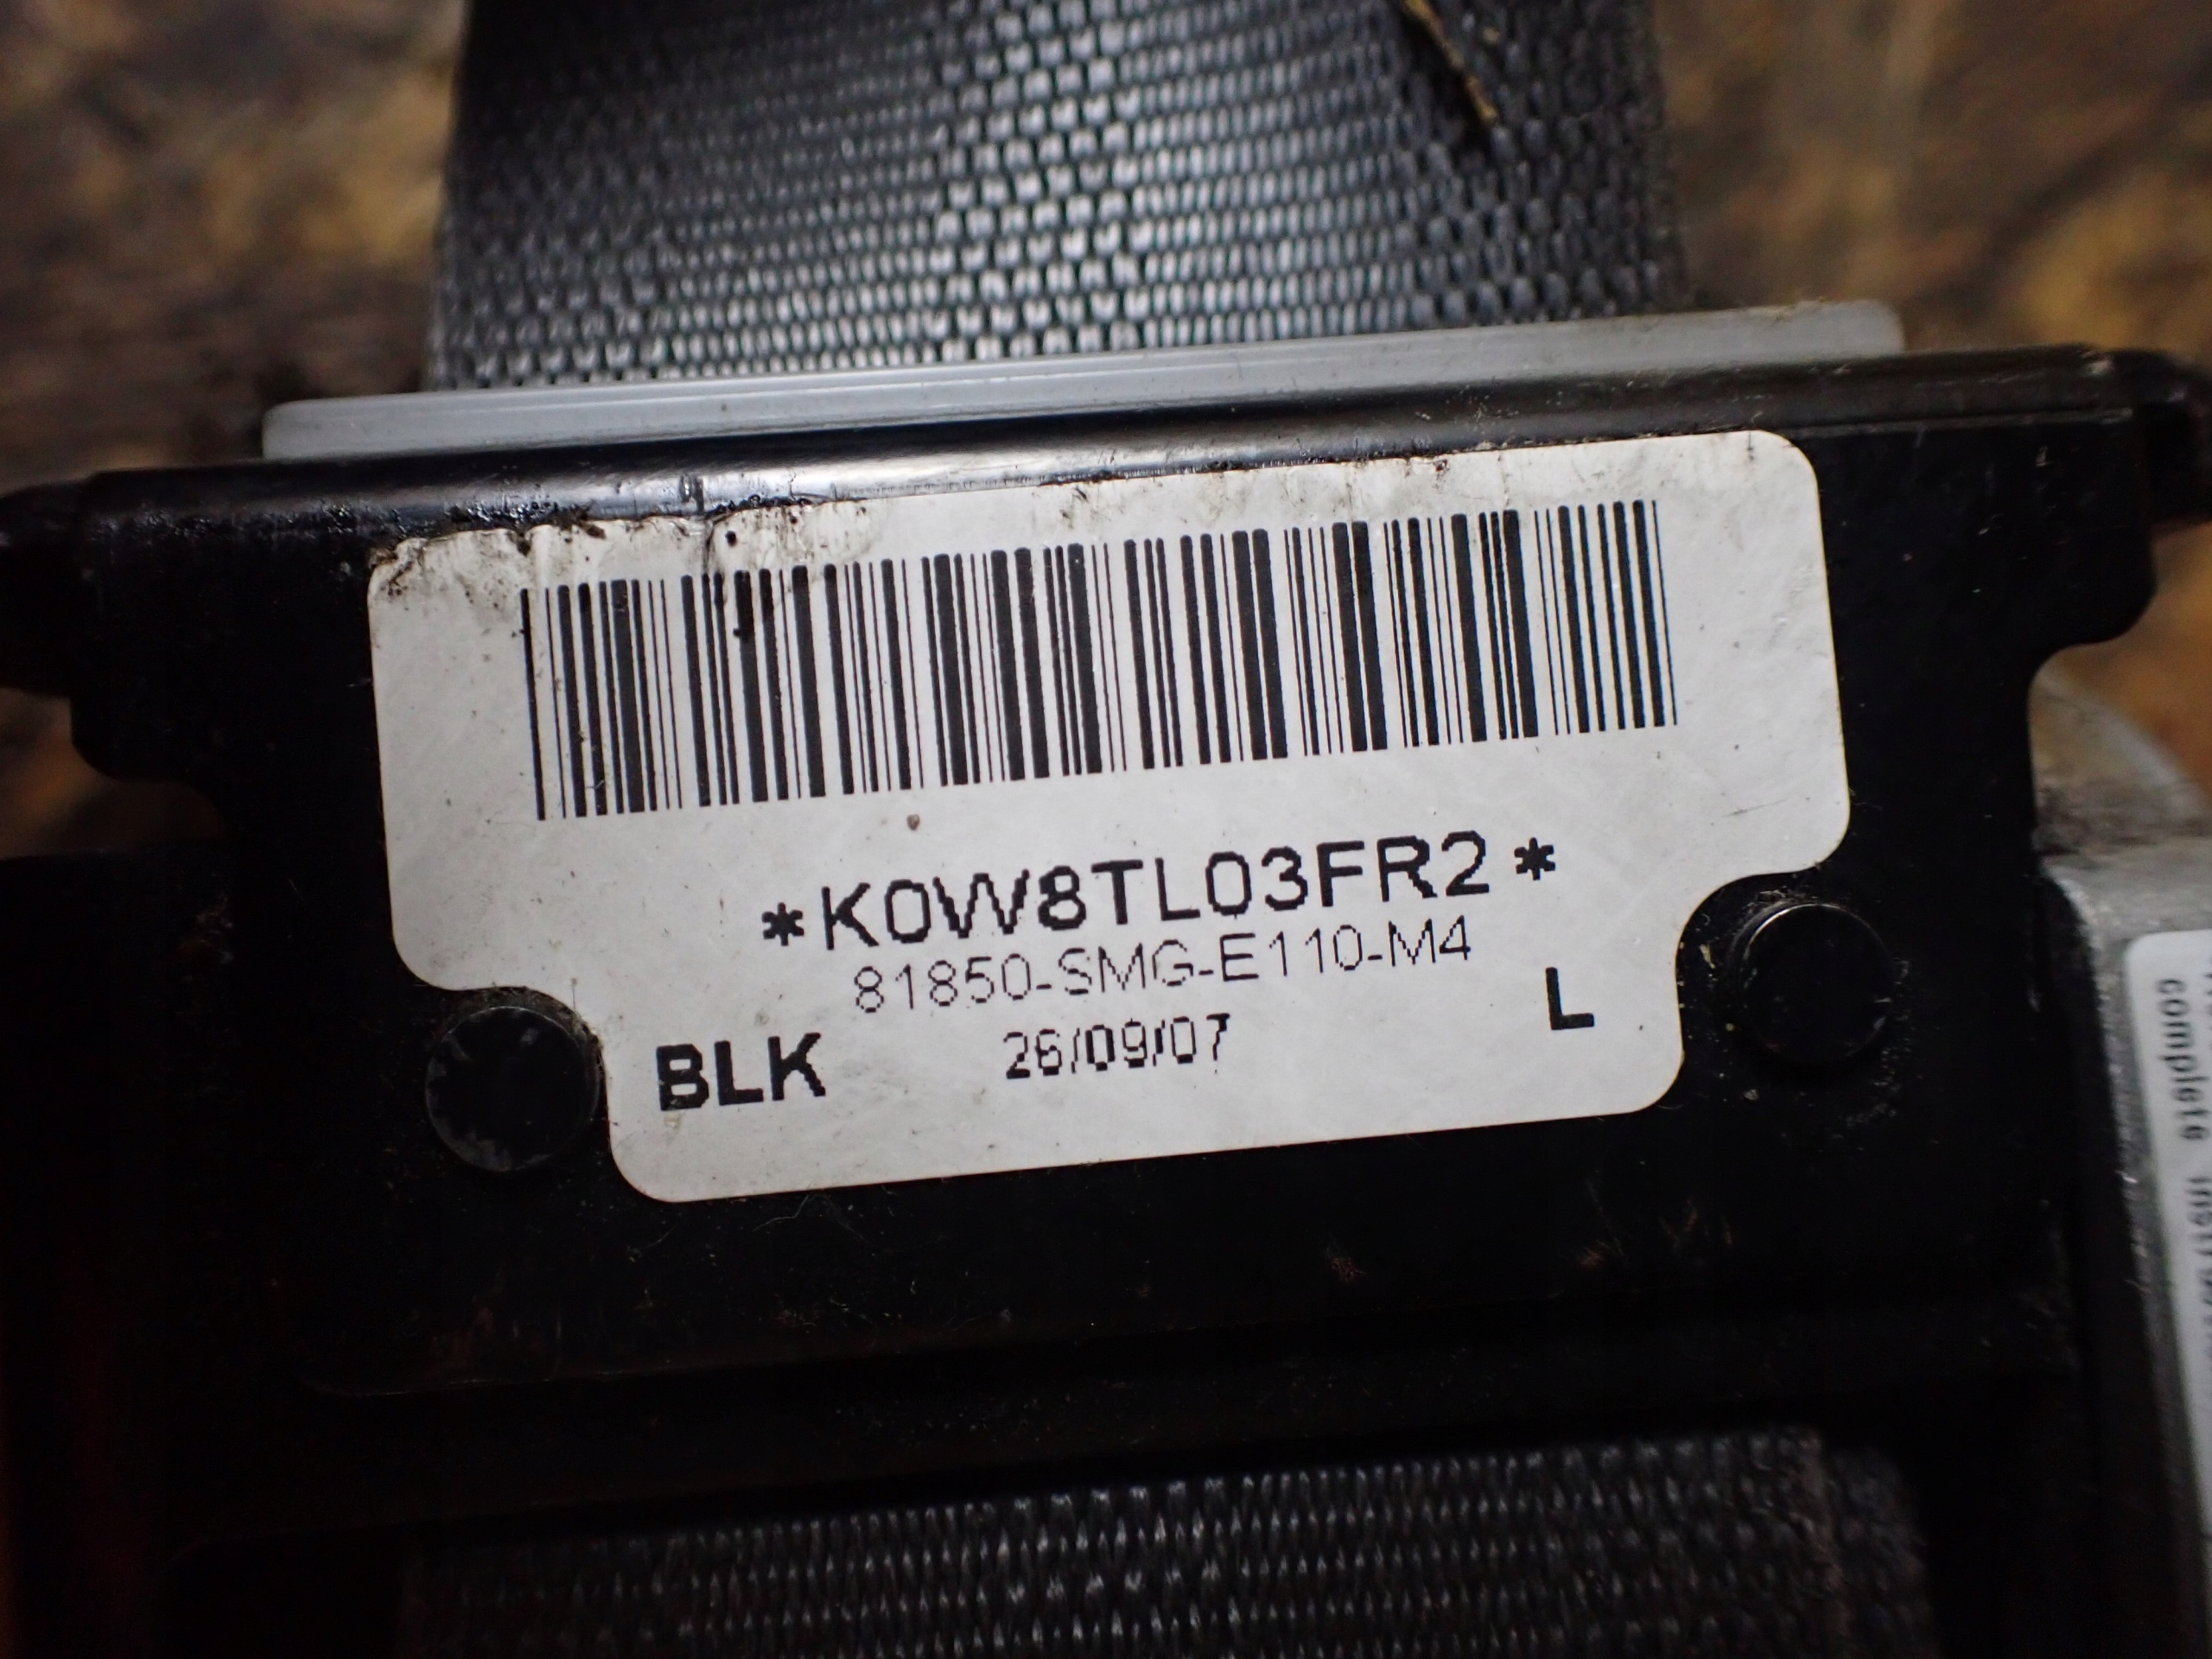 *K0W8TL03FR2*
81850-SMG-E110-M4
BLK 26/09/07 L
complete